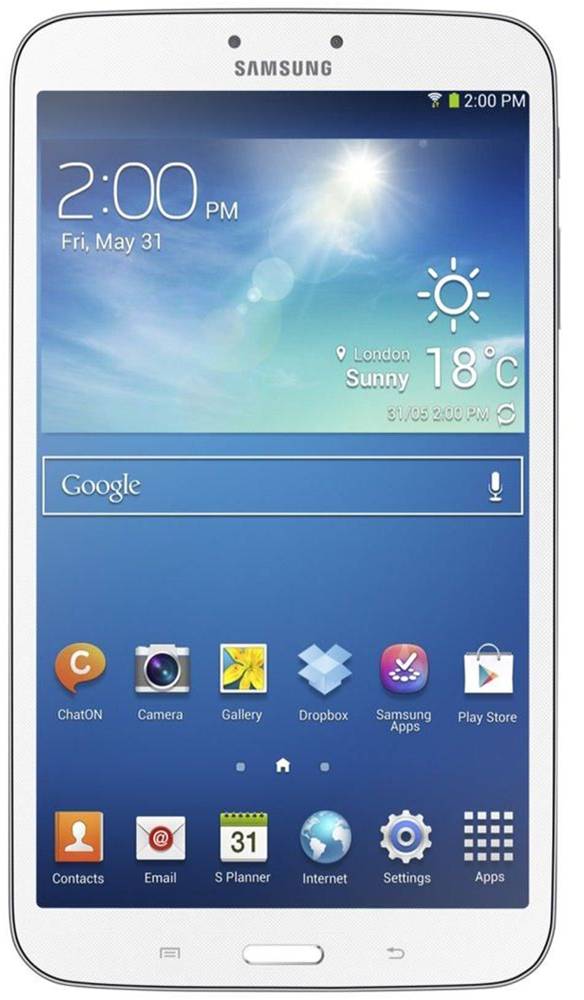 SAMSUNG
2:00 PM
2:00 PM
Fri, May 31
London
Sunny
18°C
31/05 2:00 PM
Google
C
ChatON
Camera
Gallery
Dropbox
Samsung
Apps
Play Store
@
31
Contacts
Email
S Planner
Internet
Settings
Apps